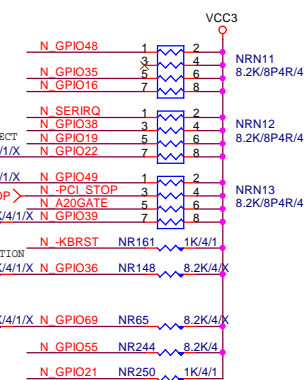 VCC3
N_GPIO48 1 2
3 4 NRN11
N_GPIO35 5 6 8.2K/8P4R/4
N_GPIO16 7 8
N_SERIRQ 1 2
N_GPIO38 3 4 NRN12
ECT N_GPIO19 5 6 8.2K/8P4R/4
/1/X N_GPIO22 7 8
/1/X N_GPIO49 1 2
OP N_-PCI_STOP 3 4 NRN13
N_A20GATE 5 6 8.2K/8P4R/4
K/4/1/X N_GPIO39 7 8
N_-KBRST NR161 1K/4/1
TION
K/4/1/X N_GPIO36 NR148 8.2K/4/X
K/4/1/X N_GPIO69 NR65 8.2K/4/X
N_GPIO55 NR244 8.2K/4
N_GPIO21 NR250 1K/4/1